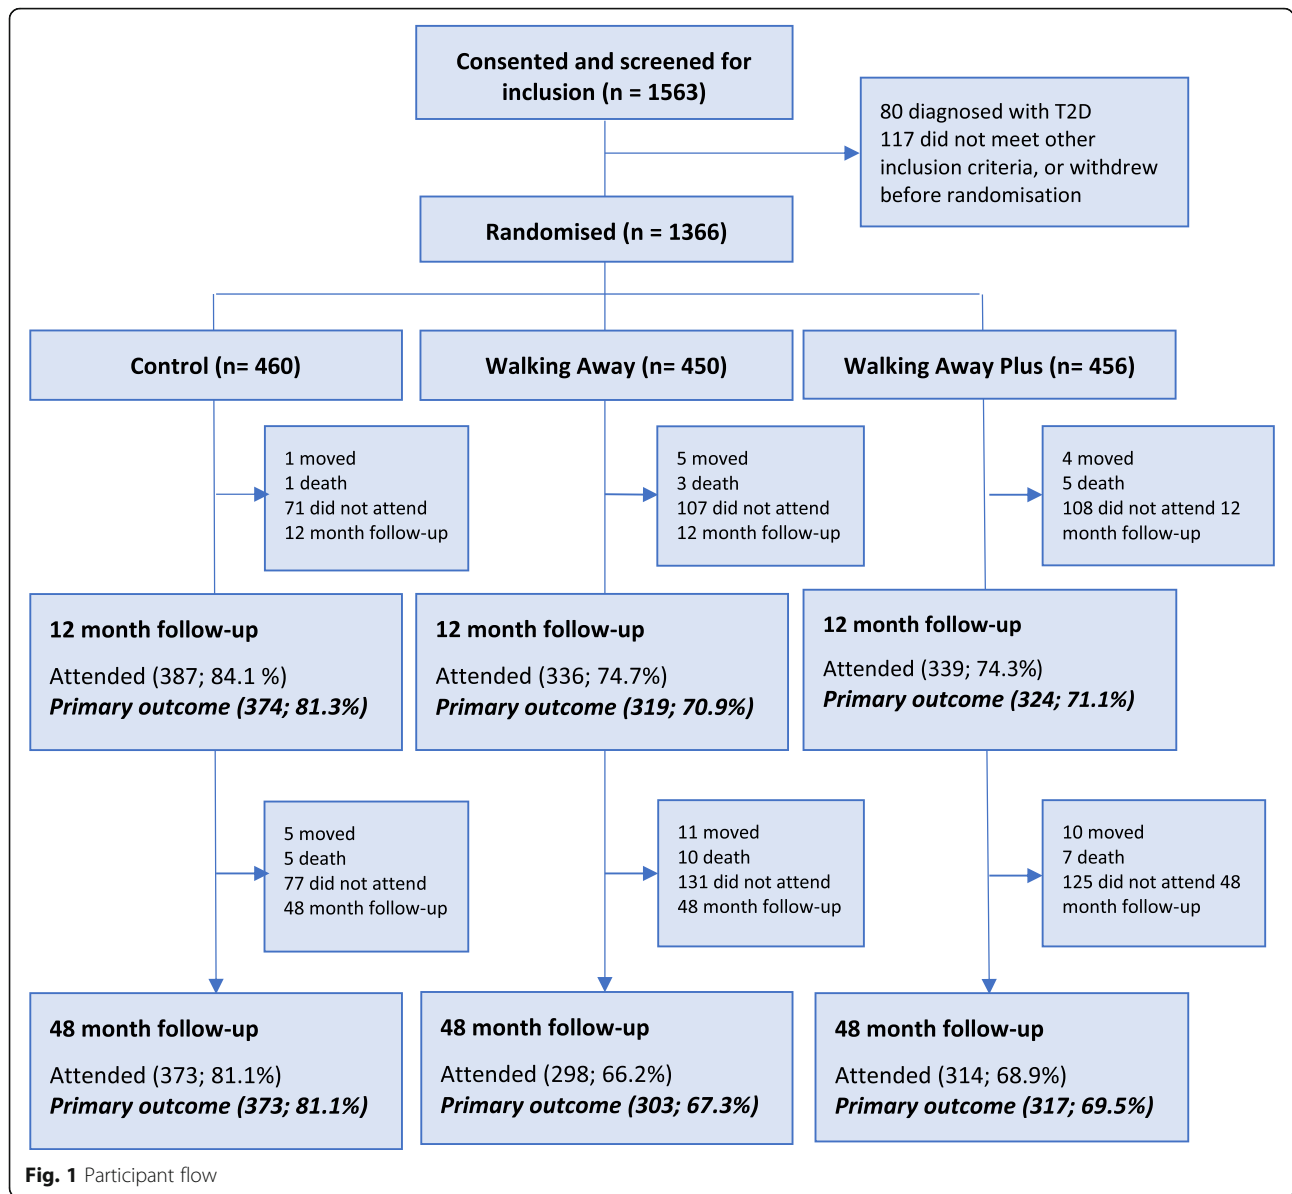 Consented and screened for
inclusion (n = 1563)
80 diagnosed with T2D
117 did not meet other
inclusion criteria, or withdrew
before randomisation
Randomised (n = 1366)
Control (n= 460)
Walking Away (n= 450)
Walking Away Plus (n= 456)
1 moved
1 death
71 did not attend
12 month follow-up
5 moved
3 death
107 did not attend
12 month follow-up
4 moved
5 death
108 did not attend 12
month follow-up
12 month follow-up
Attended (387; 84.1 %)
Primary outcome (374; 81.3%)
12 month follow-up
Attended (336; 74.7%)
Primary outcome (319; 70.9%)
12 month follow-up
Attended (339; 74.3%)
Primary outcome (324; 71.1%)
5 moved
5 death
77 did not attend
48 month follow-up
11 moved
10 death
131 did not attend
48 month follow-up
10 moved
7 death
125 did not attend 48
month follow-up
48 month follow-up
Attended (373; 81.1%)
Primary outcome (373; 81.1%)
48 month follow-up
Attended (298; 66.2%)
Primary outcome (303; 67.3%)
48 month follow-up
Attended (314; 68.9%)
Primary outcome (317; 69.5%)
Fig. 1 Participant flow